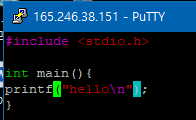 165.246.38.151 - PuTTY
#include <stdio.h>
int main(){
printf("hello\n");
}